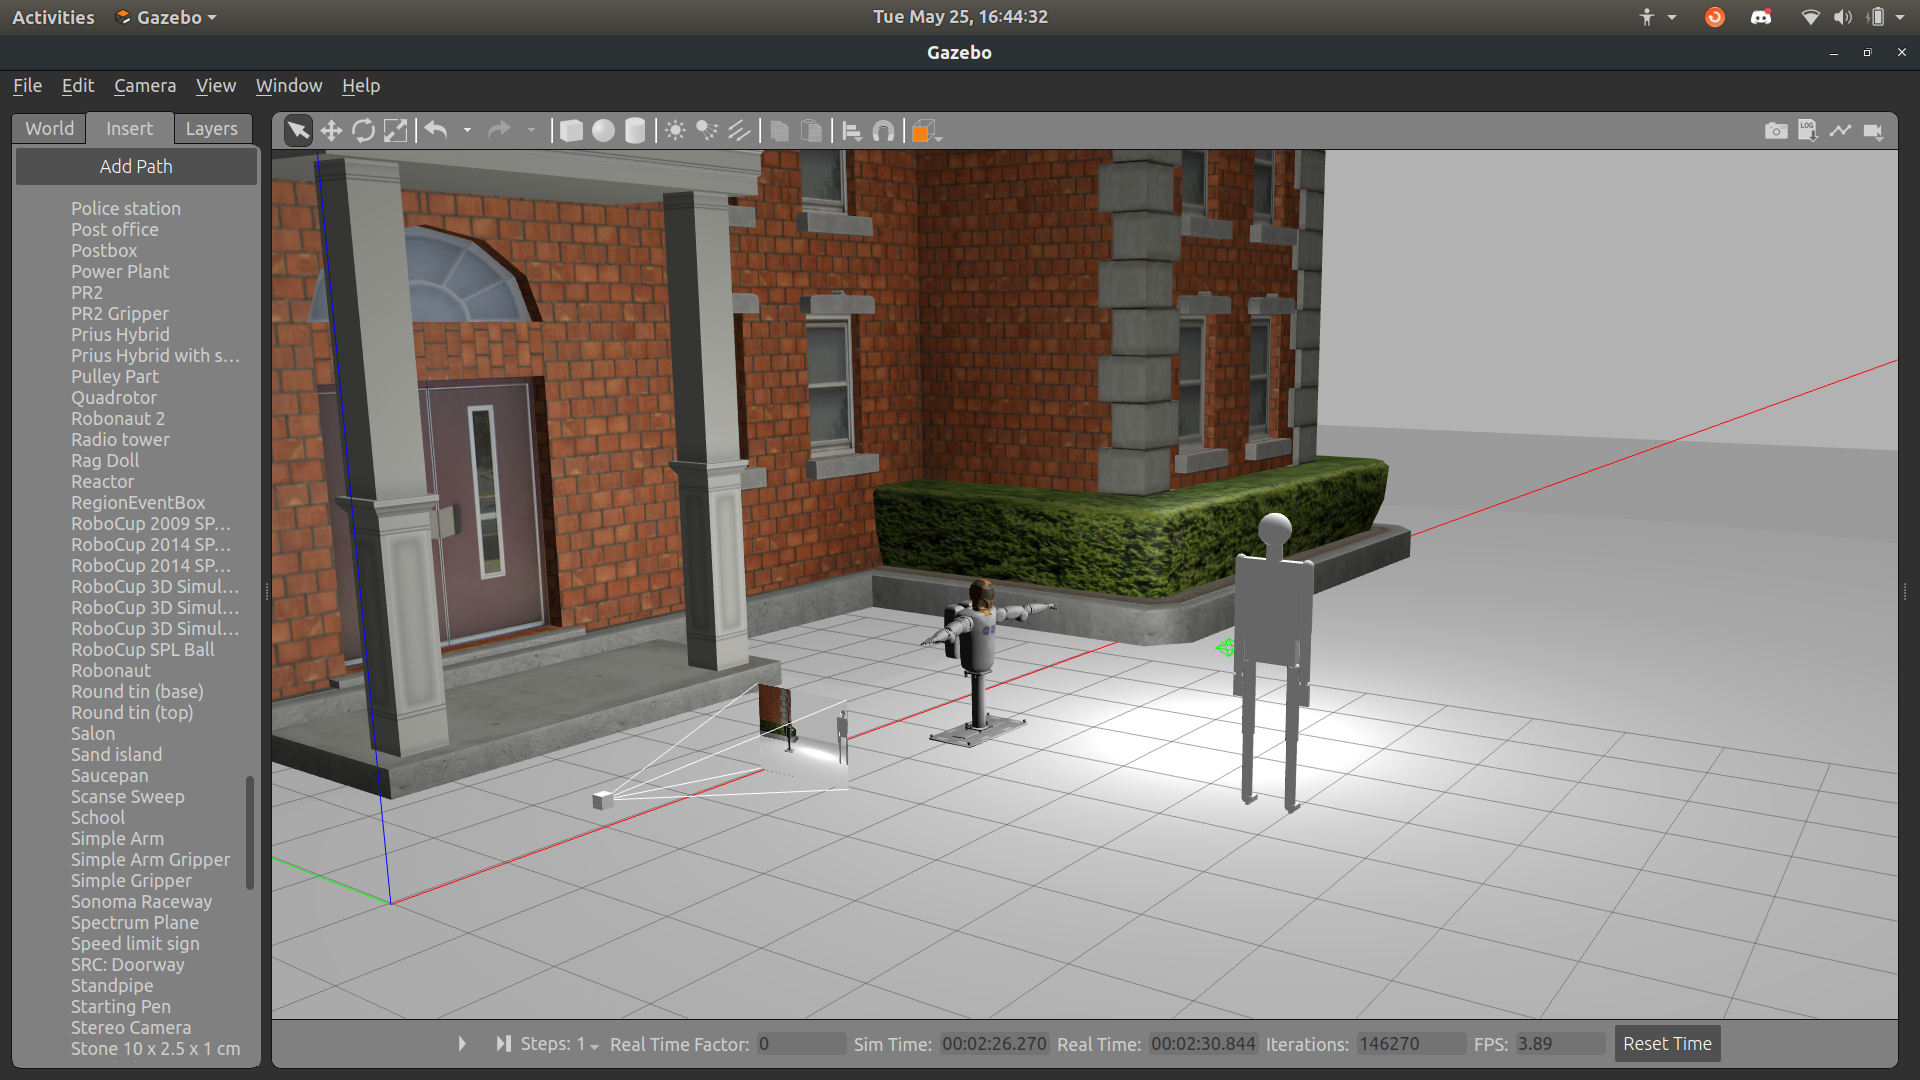 Activities Gazebo Tue May 25, 16:44:32
Gazebo
File Edit Camera View Window Help
World Insert Layers
Add Path
Police station
Post office
Postbox
Power Plant
PR2
PR2 Gripper
Prius Hybrid
Prius Hybrid with s...
Pulley Part
Quadrotor
Robonaut 2
Radio tower
Rag Doll
Reactor
RegionEventBox
RoboCup 2009 SP...
RoboCup 2014 SP...
RoboCup 2014 SP...
RoboCup 3D Simul...
RoboCup 3D Simul...
RoboCup 3D Simul...
RoboCup SPL Ball
Robonaut
Round tin (base)
Round tin (top)
Salon
Sand island
Saucepan
Scanse Sweep
School
Simple Arm
Simple Arm Gripper
Simple Gripper
Sonoma Raceway
Spectrum Plane
Speed limit sign
SRC: Doorway
Standpipe
Starting Pen
Stereo Camera
Stone 10 x 2.5 x 1 cm
LOG
Steps: 1 Real Time Factor: 0 Sim Time: 00:02:26.270 Real Time: 00:02:30.844 Iterations: 146270 FPS: 3.89 Reset Time